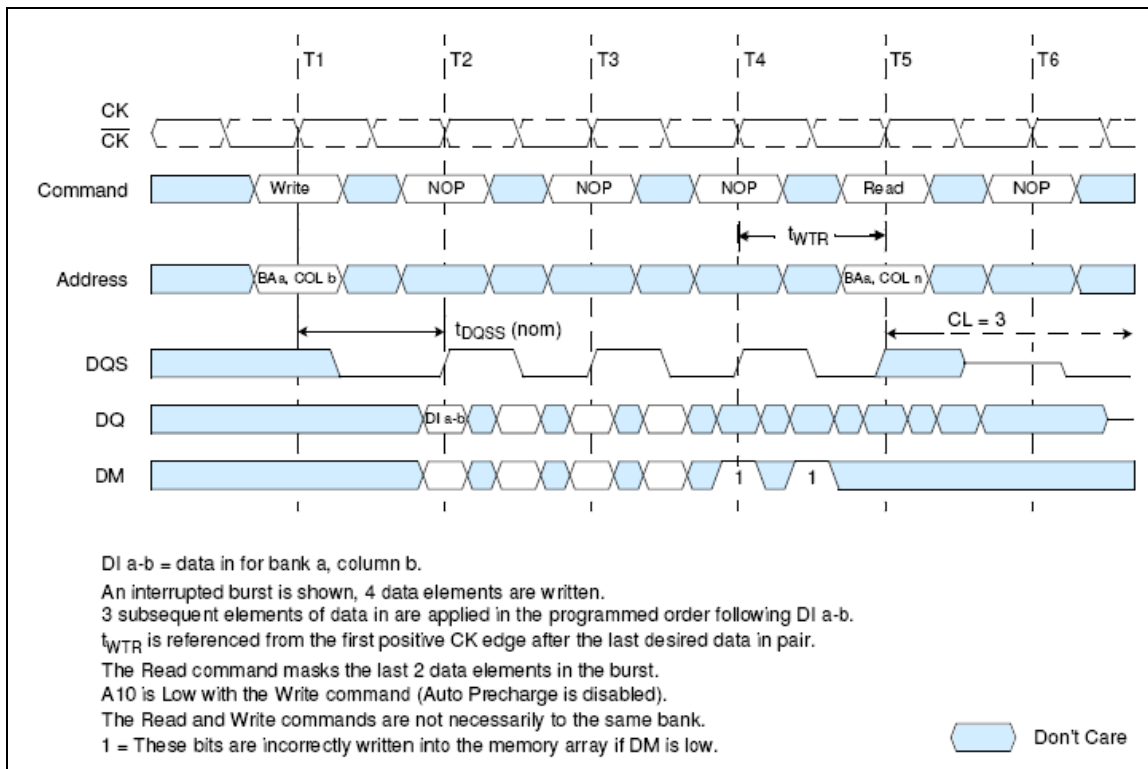 T1 T2 T3 T4 T5 T6
CK
CK
Command Write NOP NOP NOP Read NOP
tWTR
Address BAa, COL b BAa, COL n
tDQSS (nom) CL = 3
DQS
DQ DI a-b
DM 1 1
DI a-b = data in for bank a, column b.
An interrupted burst is shown, 4 data elements are written.
3 subsequent elements of data in are applied in the programmed order following DI a-b.
tWTR is referenced from the first positive CK edge after the last desired data in pair.
The Read command masks the last 2 data elements in the burst.
A10 is Low with the Write command (Auto Precharge is disabled).
The Read and Write commands are not necessarily to the same bank.
1 = These bits are incorrectly written into the memory array if DM is low.
Don't Care